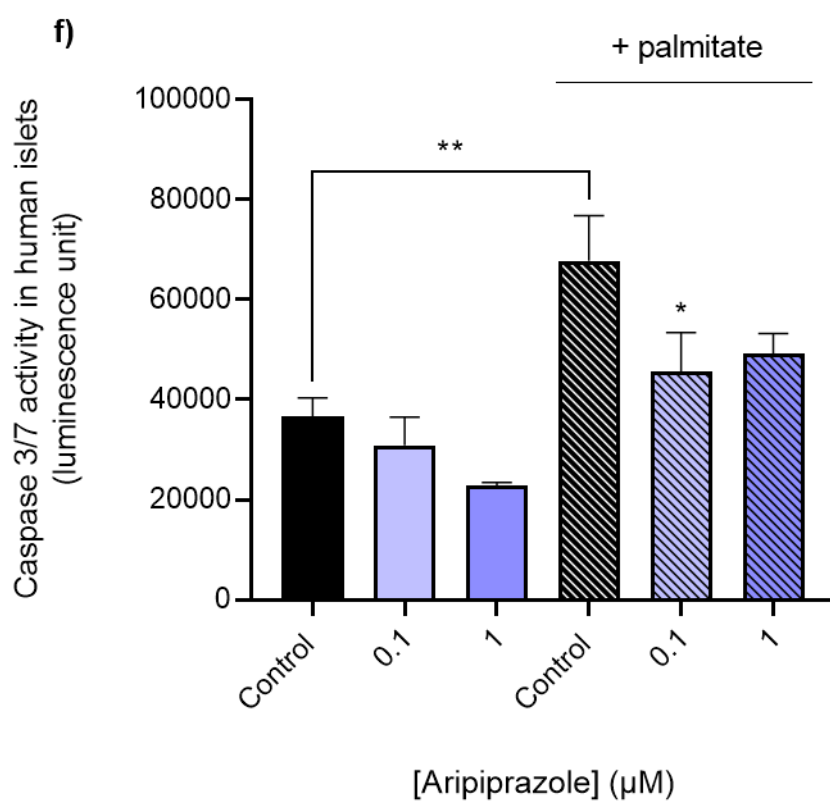 f)
+ palmitate
Caspase 3/7 activity in human islets
(luminescence unit)
100000
80000
60000
40000
20000
0
**
*
Control
0.1
1
Control
0.1
1
[Aripiprazole] (µM)